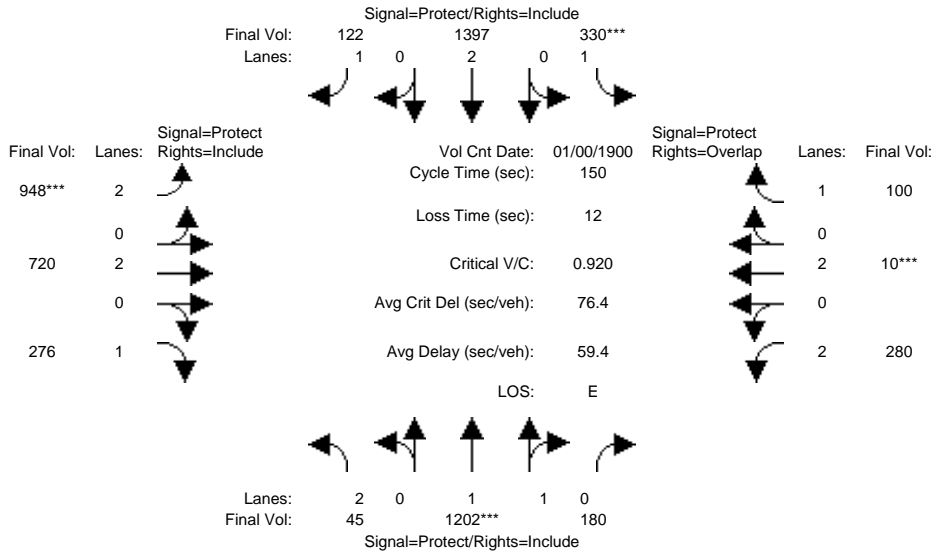 Signal=Protect/Rights=Include
Final Vol: 122 1397 330***
Lanes: 1 0 2 0 1
Signal=Protect Signal=Protect
Final Vol: Lanes: Rights=Include Vol Cnt Date: 01/00/1900 Rights=Overlap Lanes: Final Vol:
Cycle Time (sec): 150
948*** 2 1 100
Loss Time (sec): 12
0 0
720 2 Critical V/C: 0.920 2 10***
0 Avg Crit Del (sec/veh): 76.4 0
276 1 Avg Delay (sec/veh): 59.4 2 280
LOS: E
Lanes: 2 0 1 1 0
Final Vol: 45 1202*** 180
Signal=Protect/Rights=Include